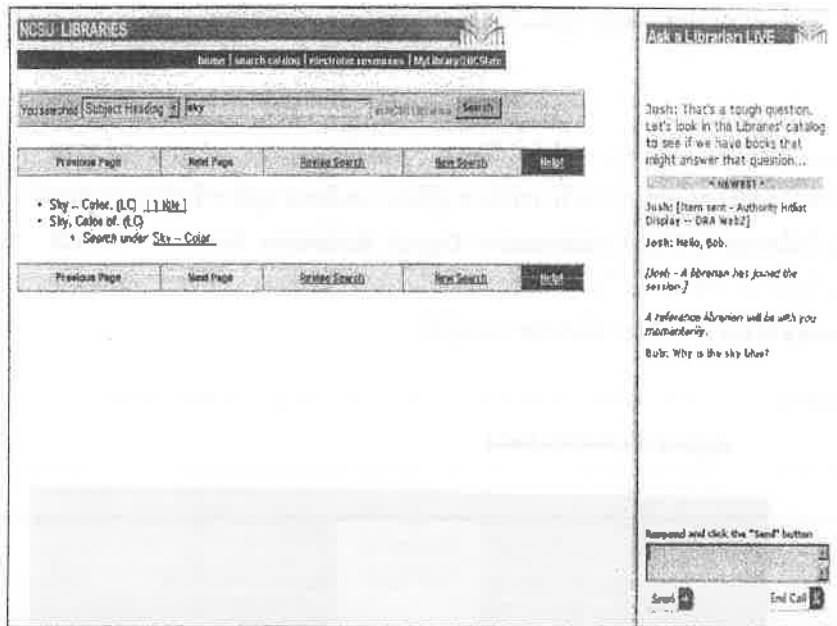 NCSU LIBRARIES
home | search catalog | electronic resources | MyLibrary@NCState
You searched Subject Heading sky Search
Previous Page Next Page Review Search New Search Help!
• Sky -- Color. (LC) [ 1 title ]
• Sky, Color of. (LC)
• Search under Sky -- Color
Previous Page Next Page Review Search New Search Help!
Ask a Librarian LIVE
Josh: That's a tough question.
Let's look in the Libraries' catalog
to see if we have books that
might answer that question...
^ NEWEST ^
Josh: [Item sent - Authority Hitlist
Display -- DRA Web2]
Josh: Hello, Bob.
[Josh - A librarian has joined the
session.]
A reference librarian will be with you
momentarily.
Bob: Why is the sky blue?
Respond and click the "Send" button
Send End Call